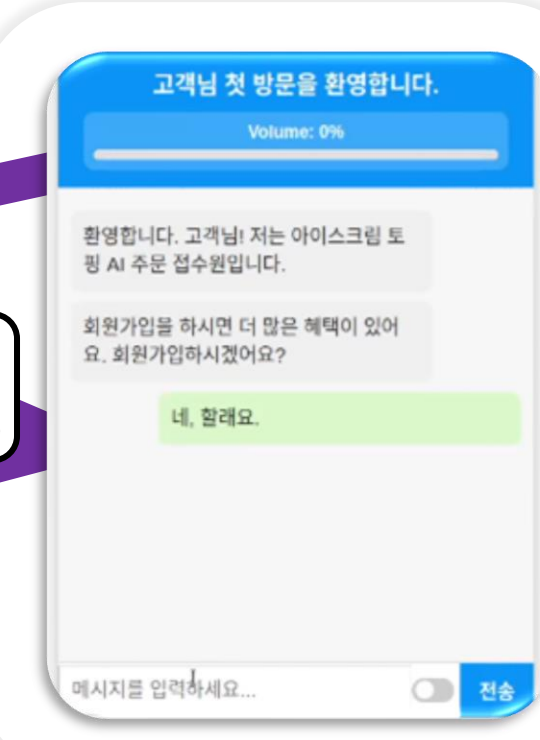 고객님 첫 방문을 환영합니다.
Volume: 0%
환영합니다. 고객님! 저는 아이스크림 토
핑 AI 주문 접수원입니다.
회원가입을 하시면 더 많은 혜택이 있어
요. 회원가입하시겠어요?
네, 할래요.
메시지를 입력하세요...
전송